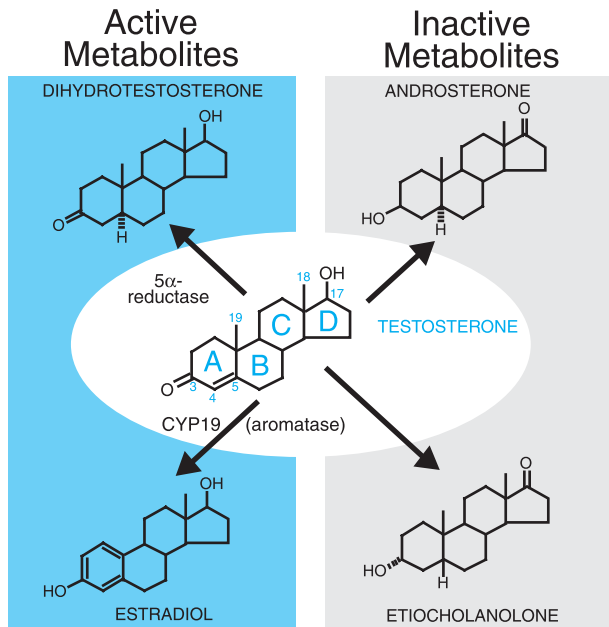 Active
Metabolites
Inactive
Metabolites
DIHYDROTESTOSTERONE
ANDROSTERONE
OH
O
O
H
HO
H
5α-
reductase
18
OH
17
19
C
D
TESTOSTERONE
A
B
O
3
4
5
CYP19 (aromatase)
OH
O
HO
HO
H
ESTRADIOL
ETIOCHOLANOLONE